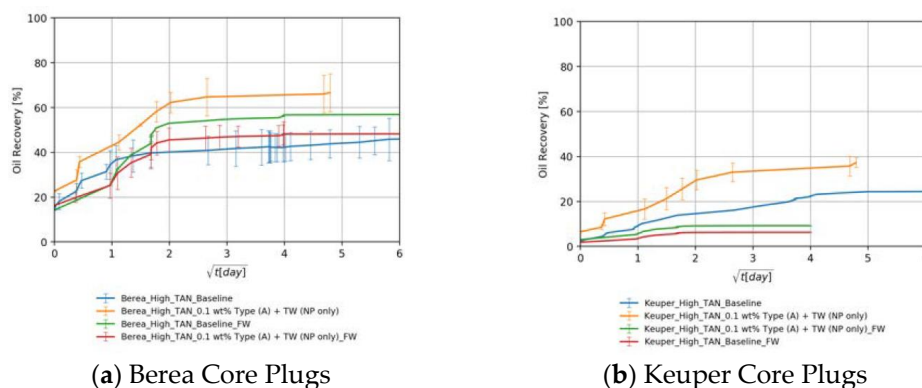 100
80
60
40
20
0
Oil Recovery [%]
0 1 2 3 4 5 6
√t[day]
Berea_High_TAN_Baseline
Berea_High_TAN_0.1 wt% Type (A) + TW (NP only)
Berea_High_TAN_Baseline_FW
Berea_High_TAN_0.1 wt% Type (A) + TW (NP only)_FW
(a) Berea Core Plugs
100
80
60
40
20
0
Oil Recovery [%]
0 1 2 3 4 5
√t[day]
Keuper_High_TAN_Baseline
Keuper_High_TAN_0.1 wt% Type (A) + TW (NP only)
Keuper_High_TAN_0.1 wt% Type (A) + TW (NP only)_FW
Keuper_High_TAN_Baseline_FW
(b) Keuper Core Plugs